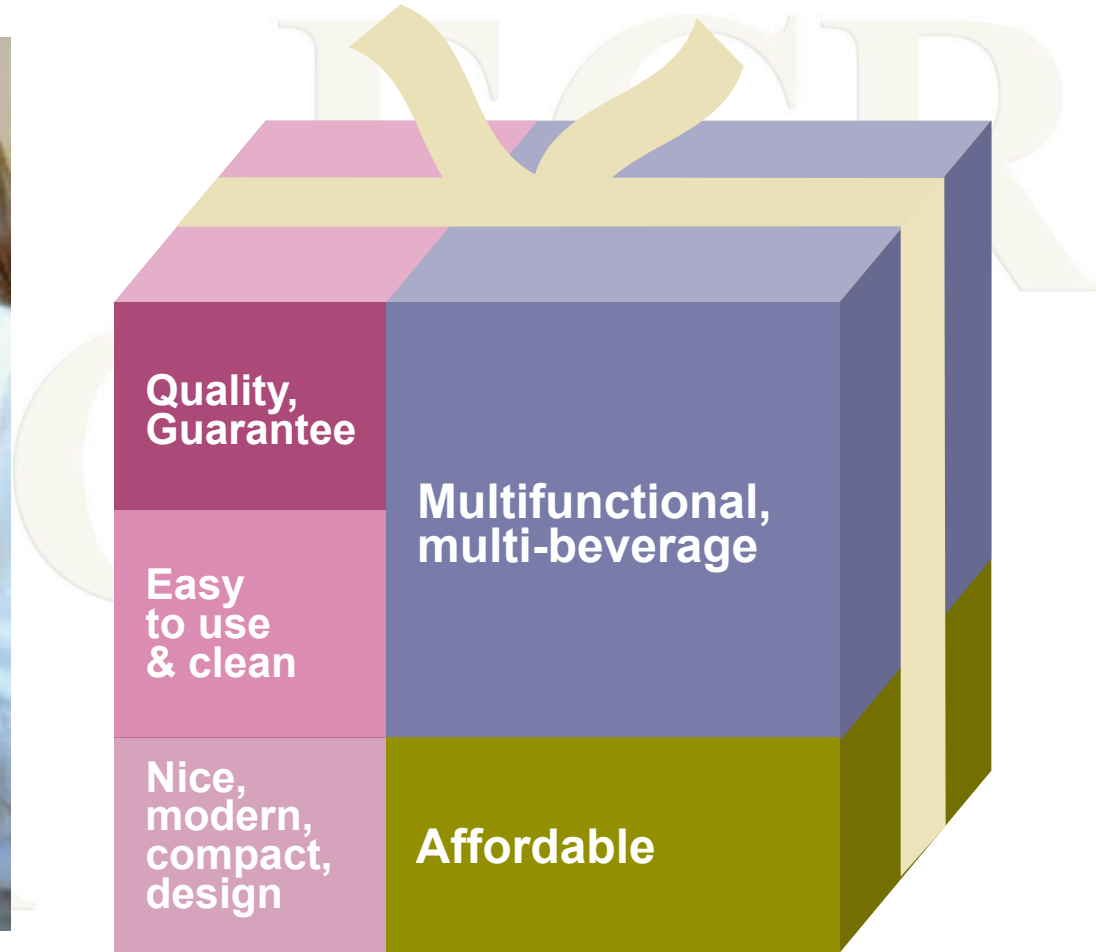 Quality,
Guarantee
Easy
to use
& clean
Nice,
modern,
compact,
design
Multifunctional,
multi-beverage
Affordable